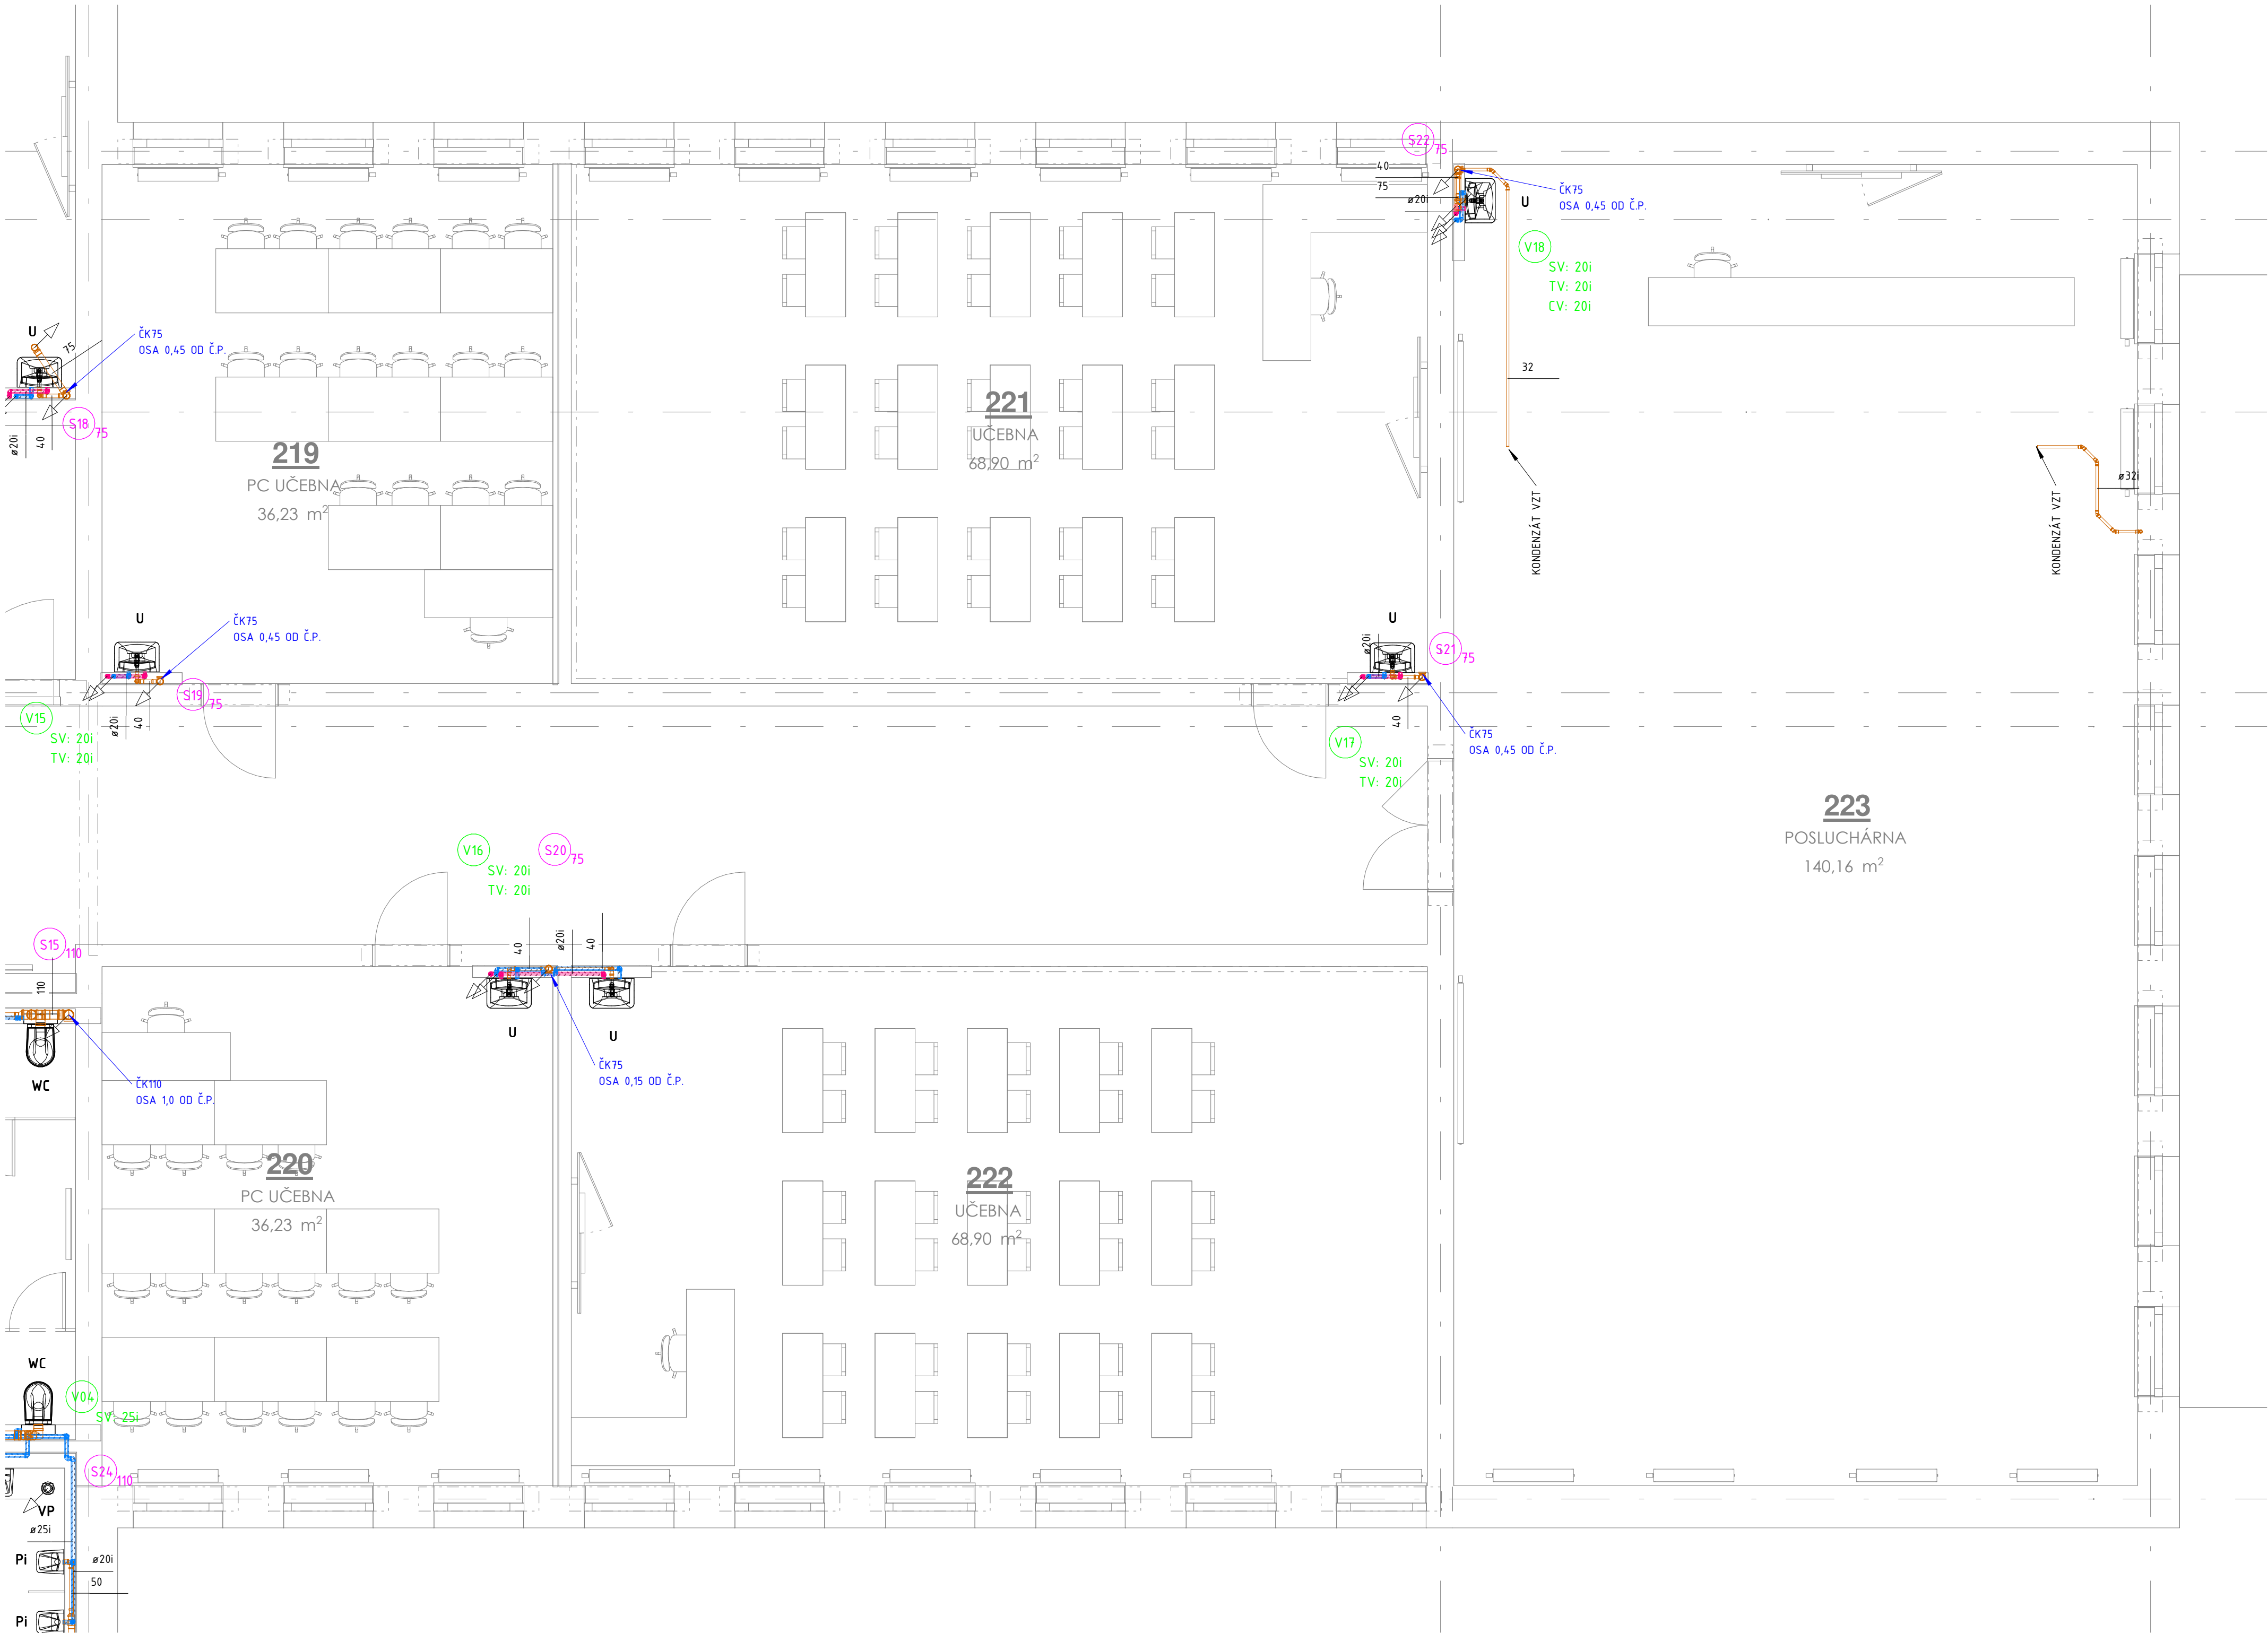 S22 75
40
75
ø20i
U
ČK75
OSA 0,45 OD Č.P.
V18
SV: 20i
TV: 20i
CV: 20i
32
KONDENZÁT VZT
KONDENZÁT VZT
ø32i
U
75
ČK75
OSA 0,45 OD Č.P.
S18 75
ø20i
40
219
PC UČEBNA
36,23 m²
221
UČEBNA
68,90 m²
U
ČK75
OSA 0,45 OD Č.P.
S19 75
V15
SV: 20i
TV: 20i
ø20i
40
U
ø20i
S21 75
40
V17
SV: 20i
TV: 20i
ČK75
OSA 0,45 OD Č.P.
223
POSLUCHÁRNA
140,16 m²
V16
SV: 20i
TV: 20i
S20 75
40
ø20i
40
U
U
ČK75
OSA 0,15 OD Č.P.
S15 110
110
WC
ČK110
OSA 1,0 OD Č.P.
220
PC UČEBNA
36,23 m²
222
UČEBNA
68,90 m²
WC
V04
SV: 25i
S24 110
VP
ø25i
Pi
ø20i
50
Pi